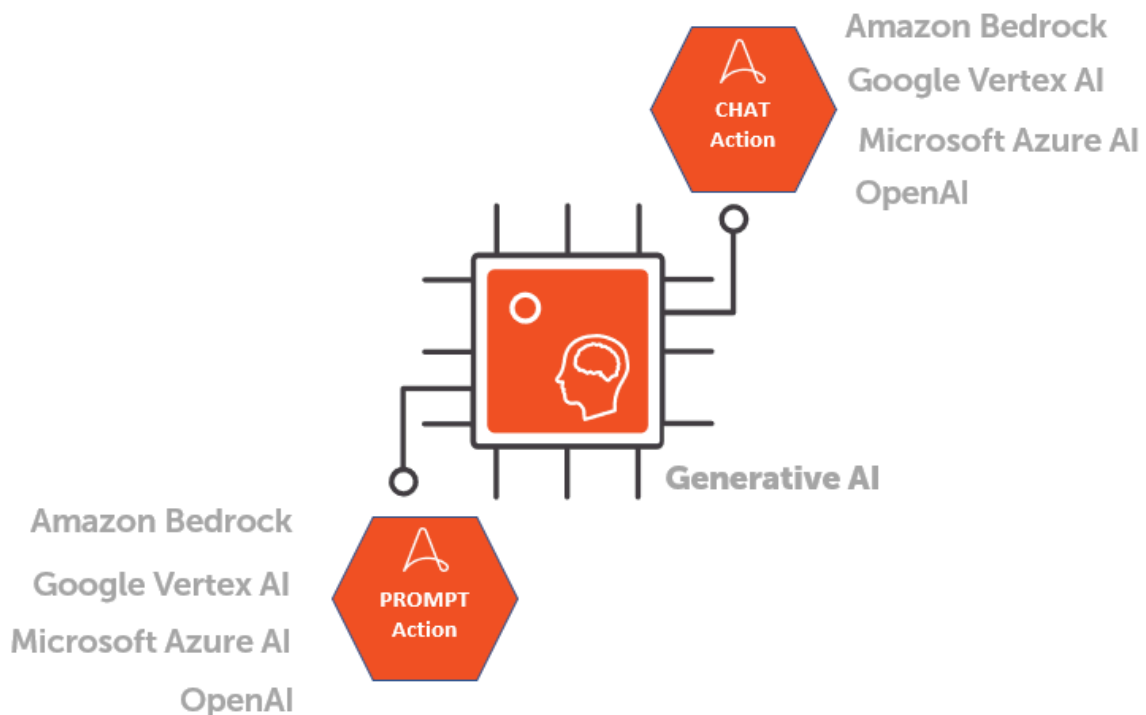 Amazon Bedrock
Google Vertex AI
Microsoft Azure AI
OpenAI
CHAT
Action
Generative AI
Amazon Bedrock
Google Vertex AI
Microsoft Azure AI
OpenAI
PROMPT
Action